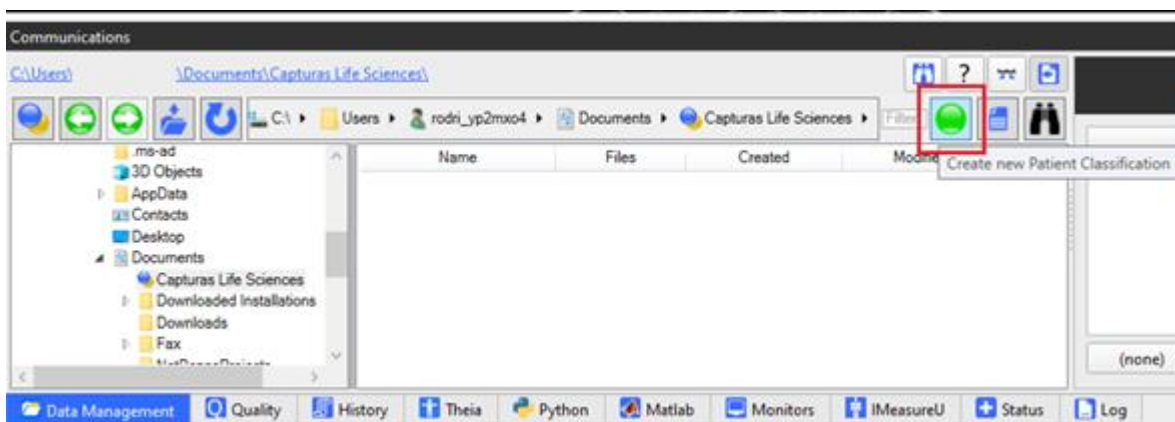 Communications
C:\Users\ \Documents\Capturas Life Sciences\
?
C:\ Users rodri_yp2mxo4 Documents Capturas Life Sciences Filter
Name Files Created
Create new Patient Classification
.ms-ad
3D Objects
AppData
Contacts
Desktop
Documents
Capturas Life Sciences
Downloaded Installations
Downloads
Fax
(none)
Data Management Quality History Theia Python Matlab Monitors IMeasureU Status Log